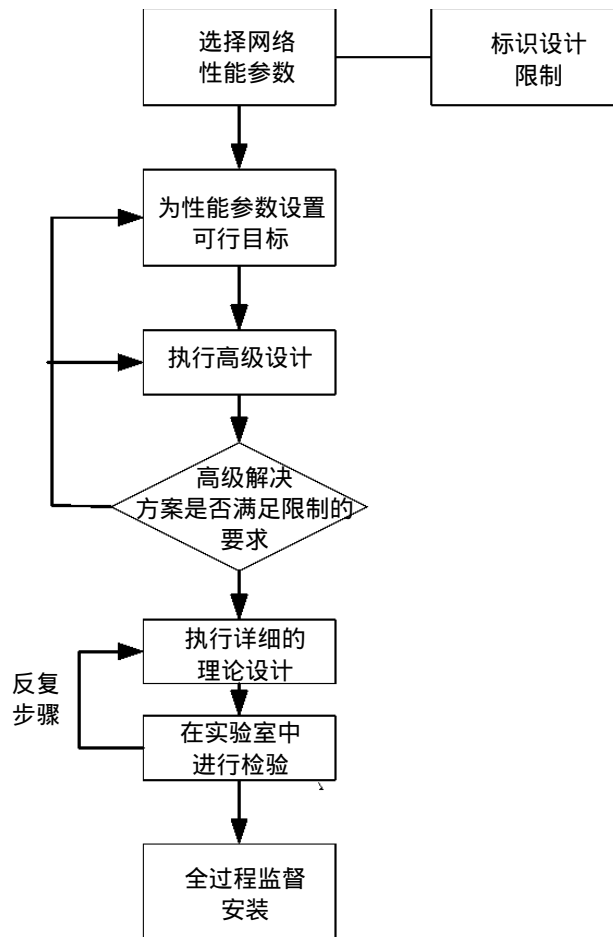 选择网络
性能参数
标识设计
限制
为性能参数设置
可行目标
执行高级设计
高级解决
方案是否满足限制的
要求
执行详细的
理论设计
反复
步骤
在实验室中
进行检验
全过程监督
安装